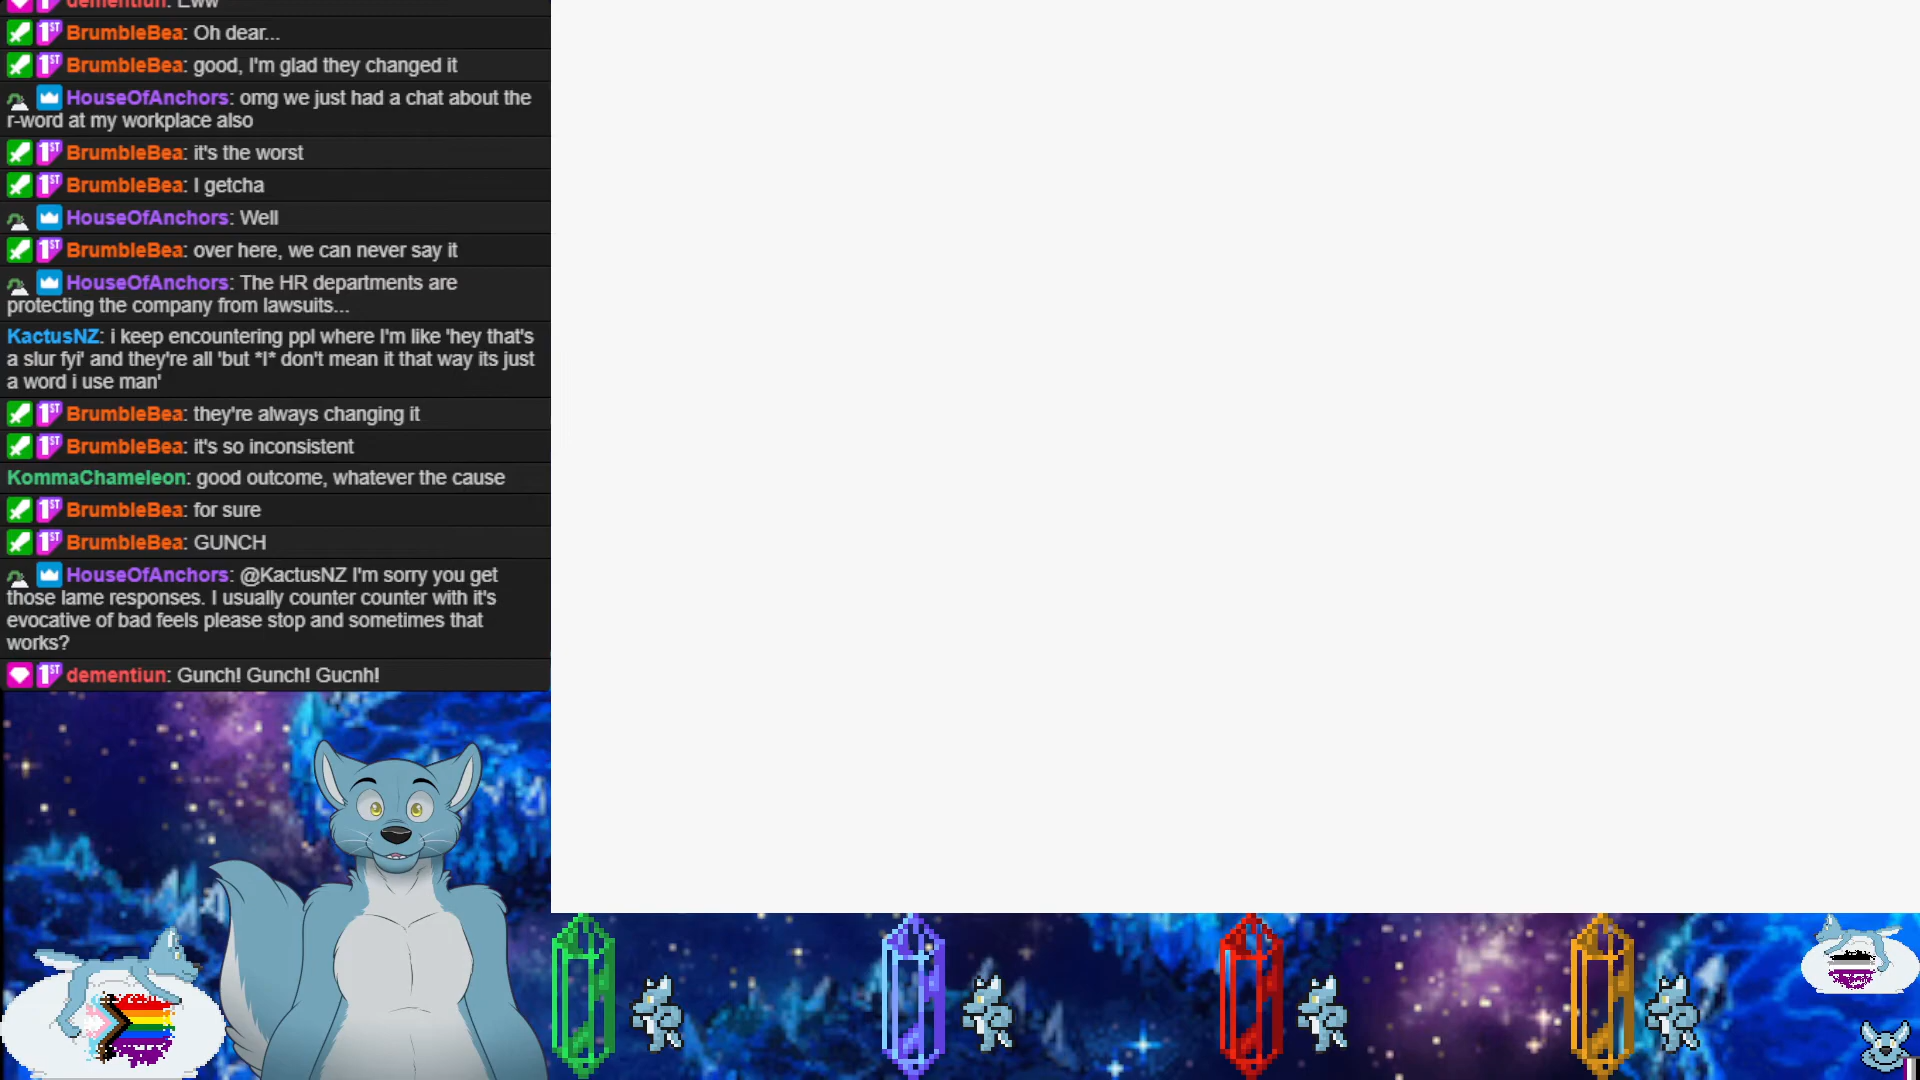 dementiun: Eww
BrumbleBea: Oh dear...
BrumbleBea: good, I'm glad they changed it
HouseOfAnchors: omg we just had a chat about the
r-word at my workplace also
BrumbleBea: it's the worst
BrumbleBea: I getcha
HouseOfAnchors: Well
BrumbleBea: over here, we can never say it
HouseOfAnchors: The HR departments are
protecting the company from lawsuits...
KactusNZ: i keep encountering ppl where I'm like 'hey that's
a slur fyi' and they're all 'but *I* don't mean it that way its just
a word i use man'
BrumbleBea: they're always changing it
BrumbleBea: it's so inconsistent
KommaChameleon: good outcome, whatever the cause
BrumbleBea: for sure
BrumbleBea: GUNCH
HouseOfAnchors: @KactusNZ I'm sorry you get
those lame responses. I usually counter counter with it's
evocative of bad feels please stop and sometimes that
works?
dementiun: Gunch! Gunch! Gucnh!